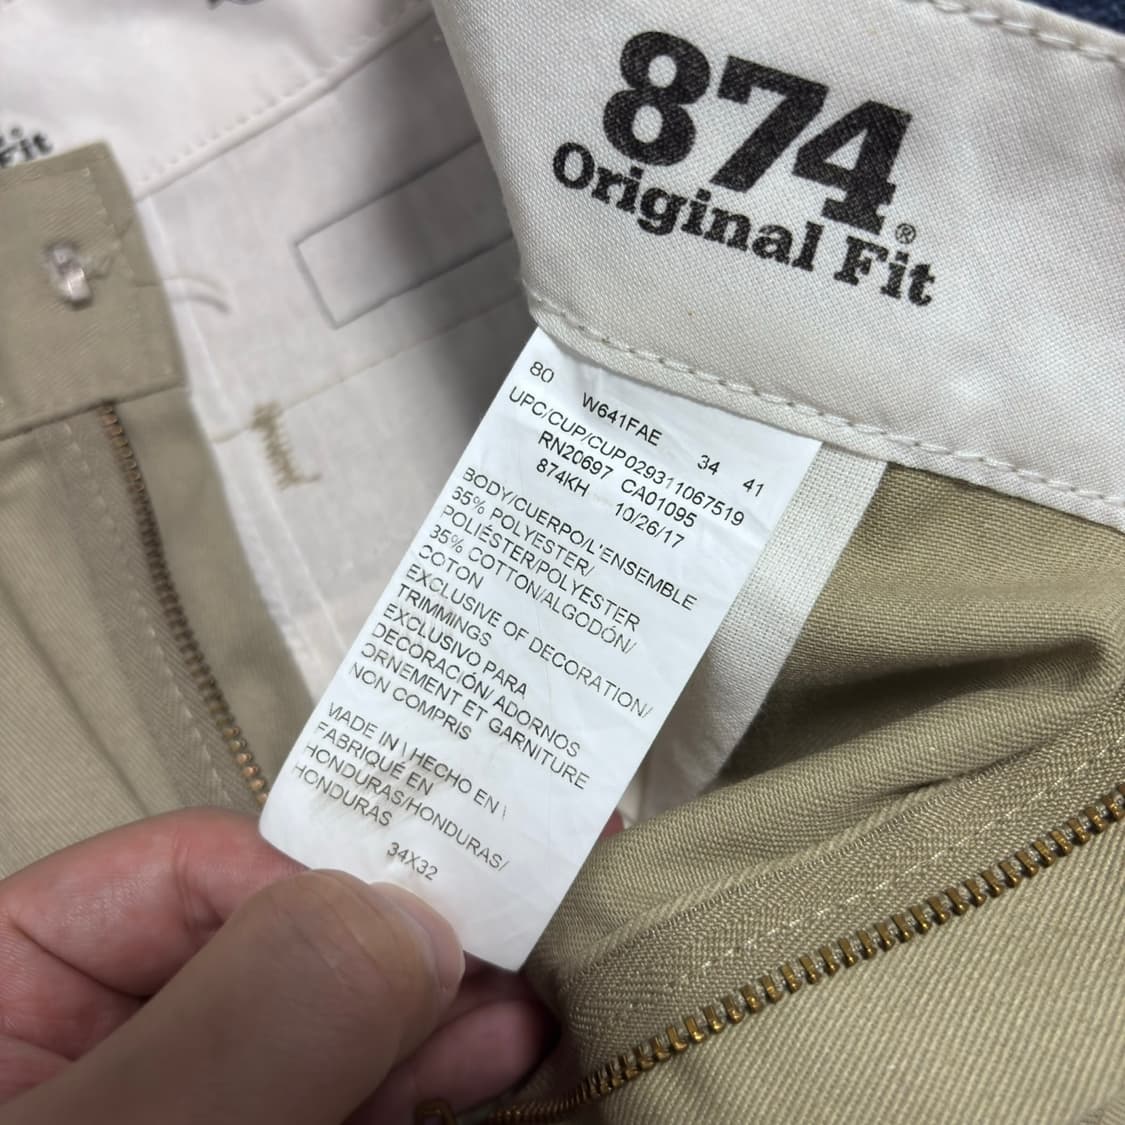 Fit
874®
Original Fit
80
W641FAE 34 41
UPC/CUP/CUP029311067519
RN20697 CA01095
874KH 10/26/17
BODY/CUERPO/L'ENSEMBLE
65% POLYESTER/
POLIÉSTER/POLYESTER
35% COTTON/ALGODÓN/
COTON
EXCLUSIVE OF DECORATION/
TRIMMINGS
EXCLUSIVO PARA
DECORACIÓN/ ADORNOS
ORNEMENT ET GARNITURE
NON COMPRIS
MADE IN \ HECHO EN \
FABRIQUÉ EN
HONDURAS/HONDURAS/
HONDURAS
34X32